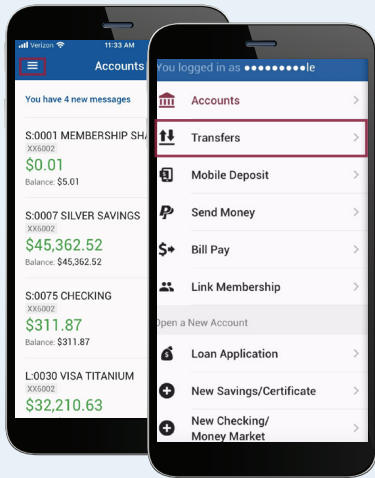 Verizon 11:33 AM
Accounts
You have 4 new messages
S:0001 MEMBERSHIP
XX6002
$0.01
Balance: $5.01
S:0007 SILVER SAVINGS
XX6002
$45,362.52
Balance: $45,362.52
S:0075 CHECKING
XX6002
$311.87
Balance: $311.87
L:0030 VISA TITANIUM
XX6002
$32,210.63
You logged in as ●●●●●●●●●le
Accounts
Transfers
Mobile Deposit
Send Money
Bill Pay
Link Membership
Open a New Account
Loan Application
New Savings/Certificate
New Checking/
Money Market